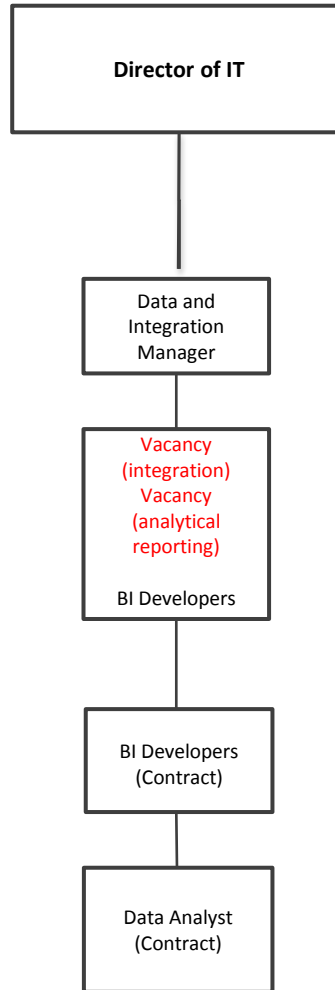 Director of IT
Data and
Integration
Manager
Vacancy
(integration)
Vacancy
(analytical
reporting)
BI Developers
BI Developers
(Contract)
Data Analyst
(Contract)